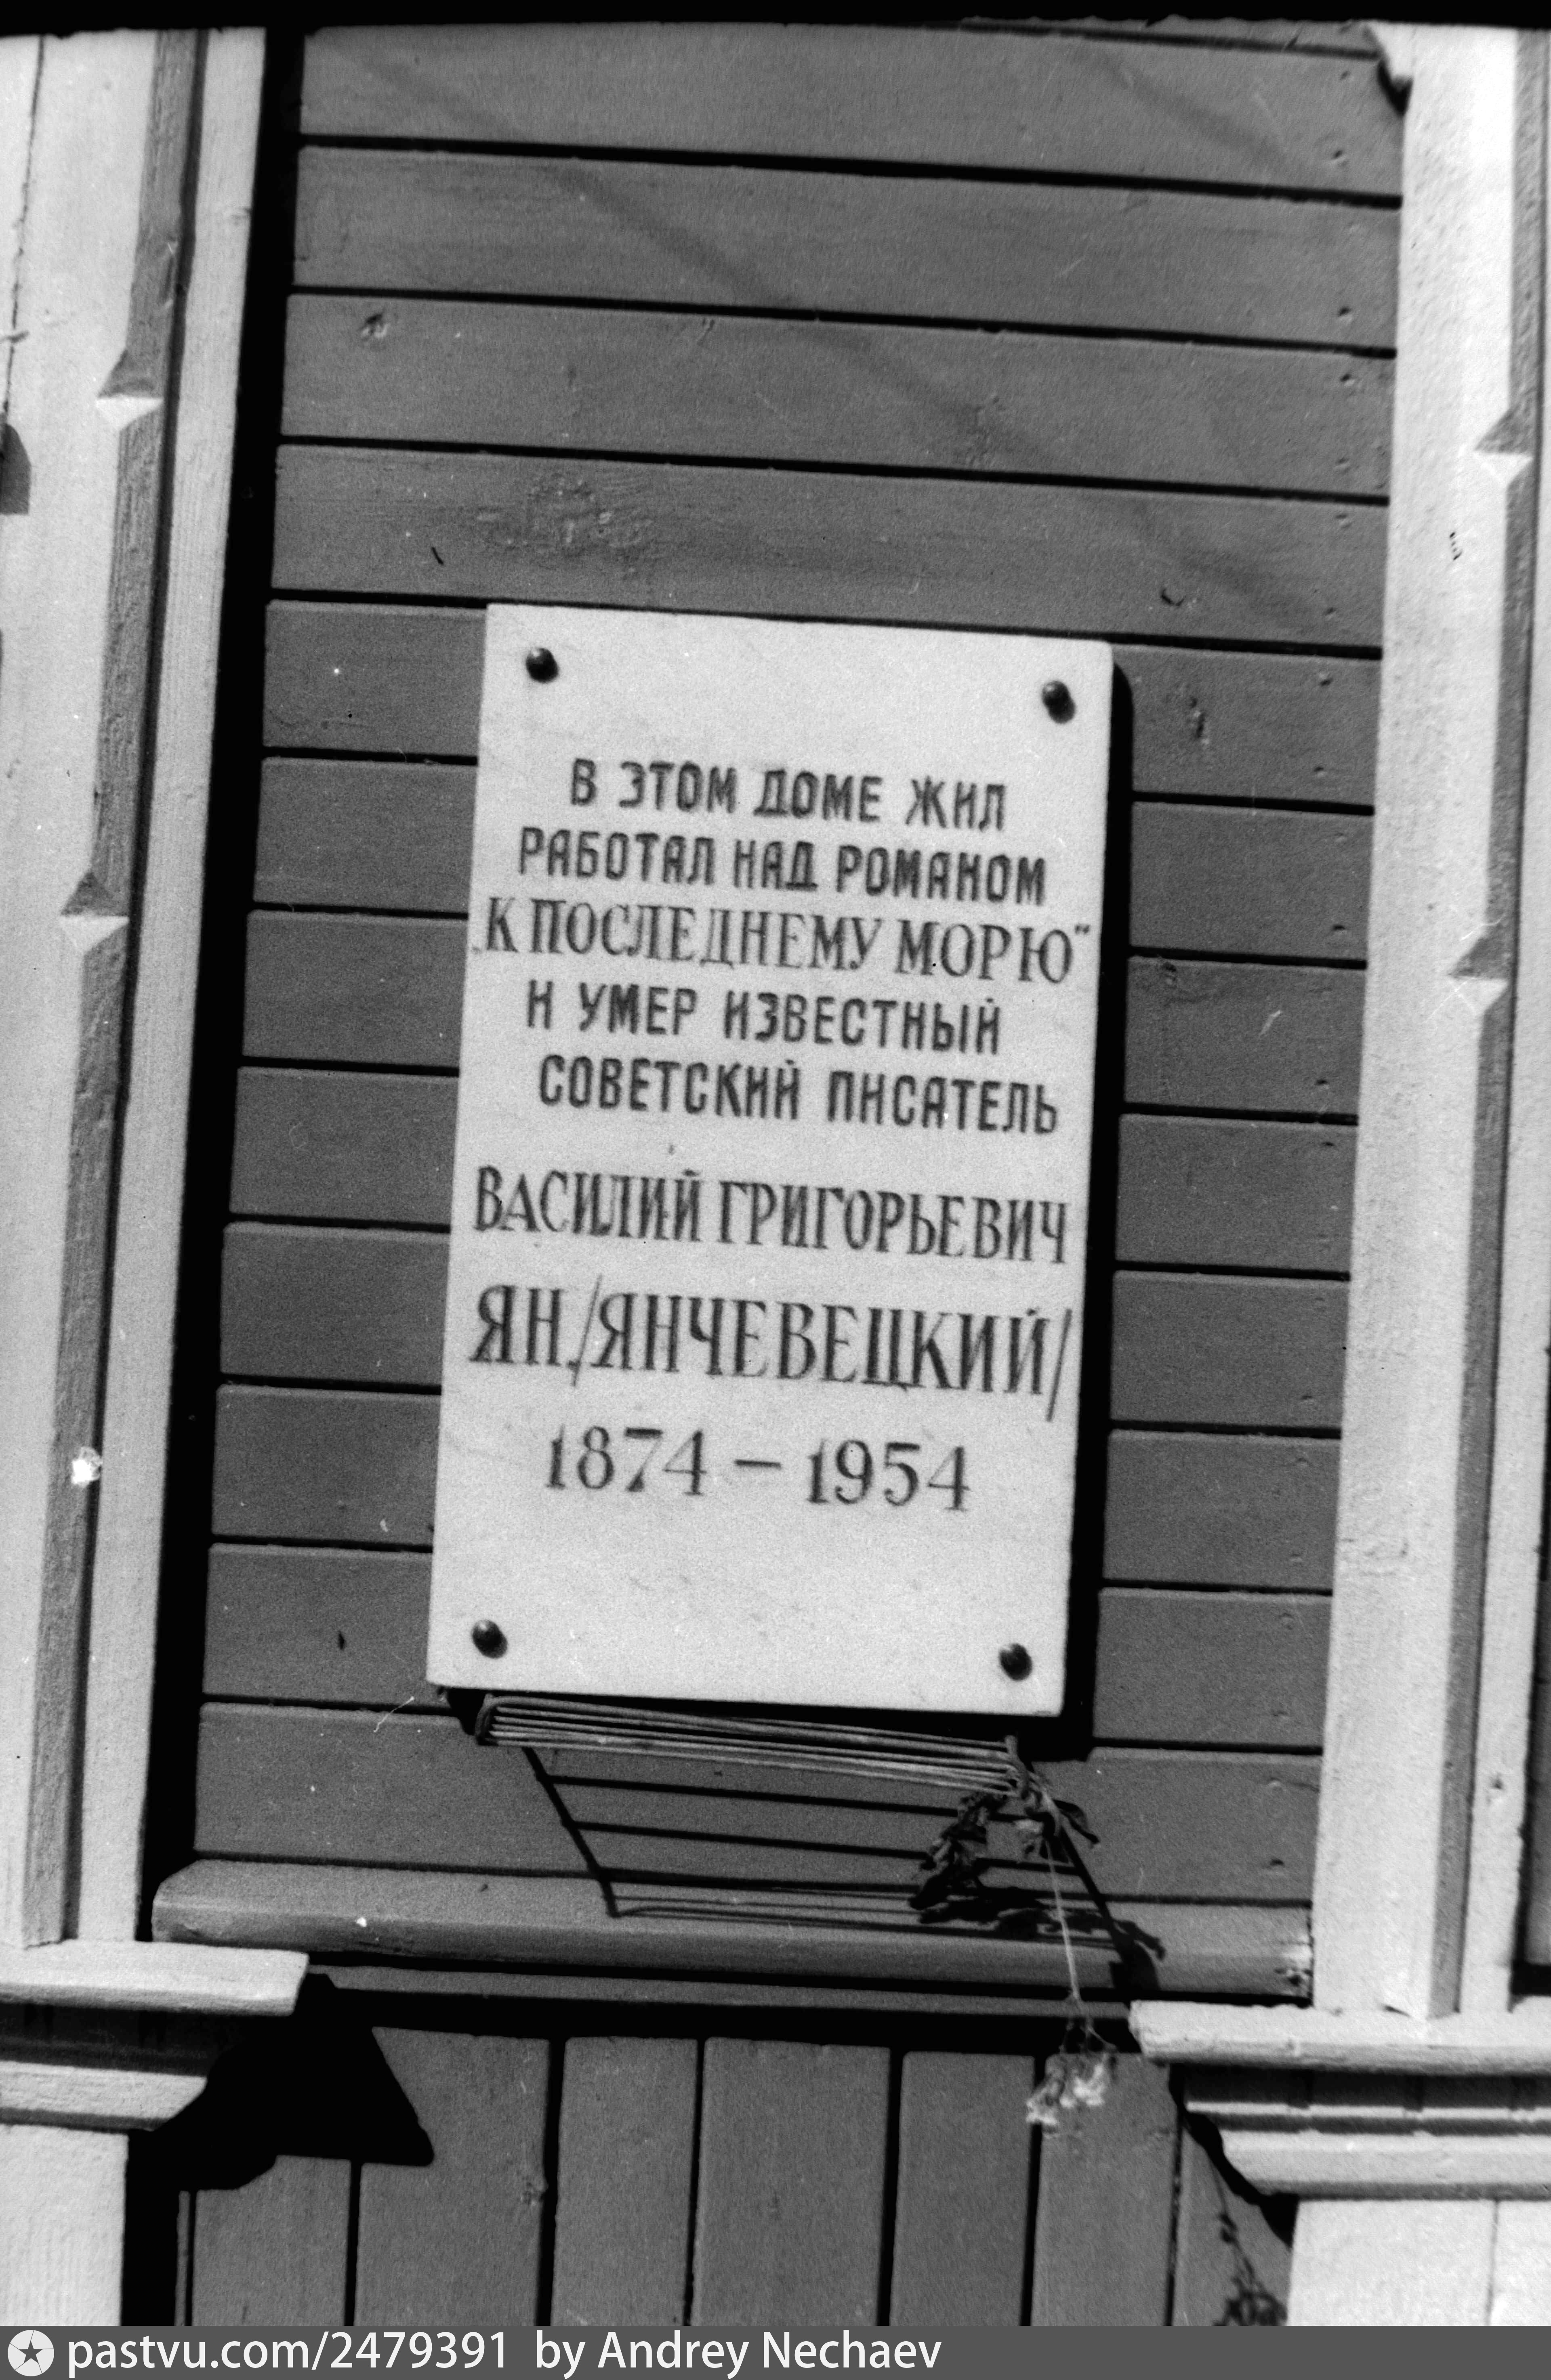 В ЭТОМ ДОМЕ ЖИЛ
РАБОТАЛ НАД РОМАНОМ
„К ПОСЛЕДНЕМУ МОРЮ"
И УМЕР ИЗВЕСТНЫЙ
СОВЕТСКИЙ ПИСАТЕЛЬ
ВАСИЛИЙ ГРИГОРЬЕВИЧ
ЯН /ЯНЧЕВЕЦКИЙ/
1874 – 1954
pastvu.com/2479391 by Andrey Nechaev